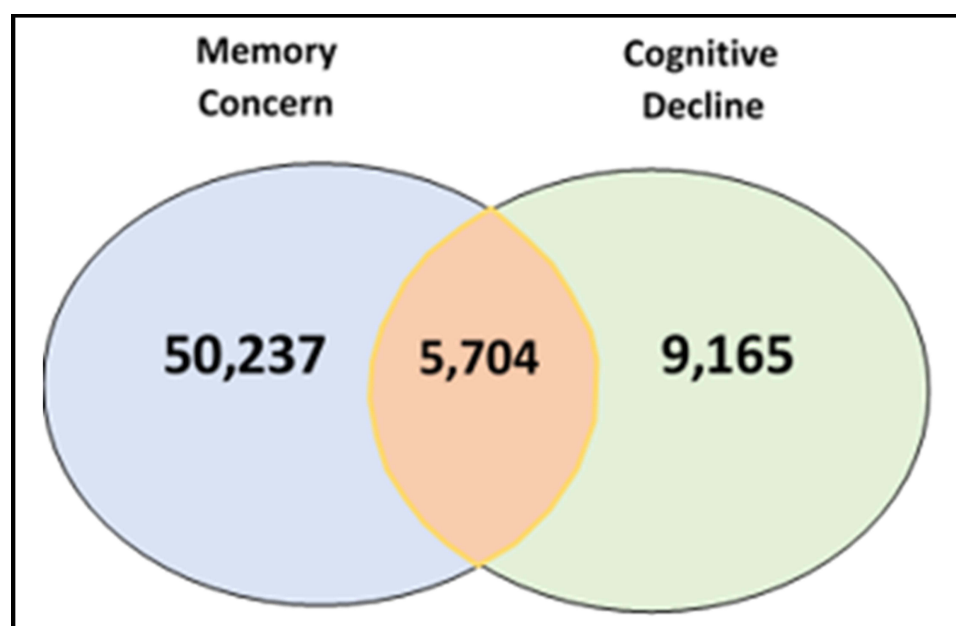 Memory
Concern
Cognitive
Decline
50,237
5,704
9,165